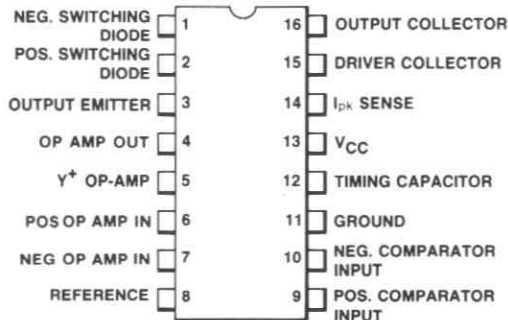 NEG. SWITCHING
DIODE
1
16
OUTPUT COLLECTOR
POS. SWITCHING
DIODE
2
15
DRIVER COLLECTOR
OUTPUT EMITTER
3
14
Ipk SENSE
OP AMP OUT
4
13
VCC
Y+ OP-AMP
5
12
TIMING CAPACITOR
POS OP AMP IN
6
11
GROUND
NEG OP AMP IN
7
10
NEG. COMPARATOR
INPUT
REFERENCE
8
9
POS. COMPARATOR
INPUT